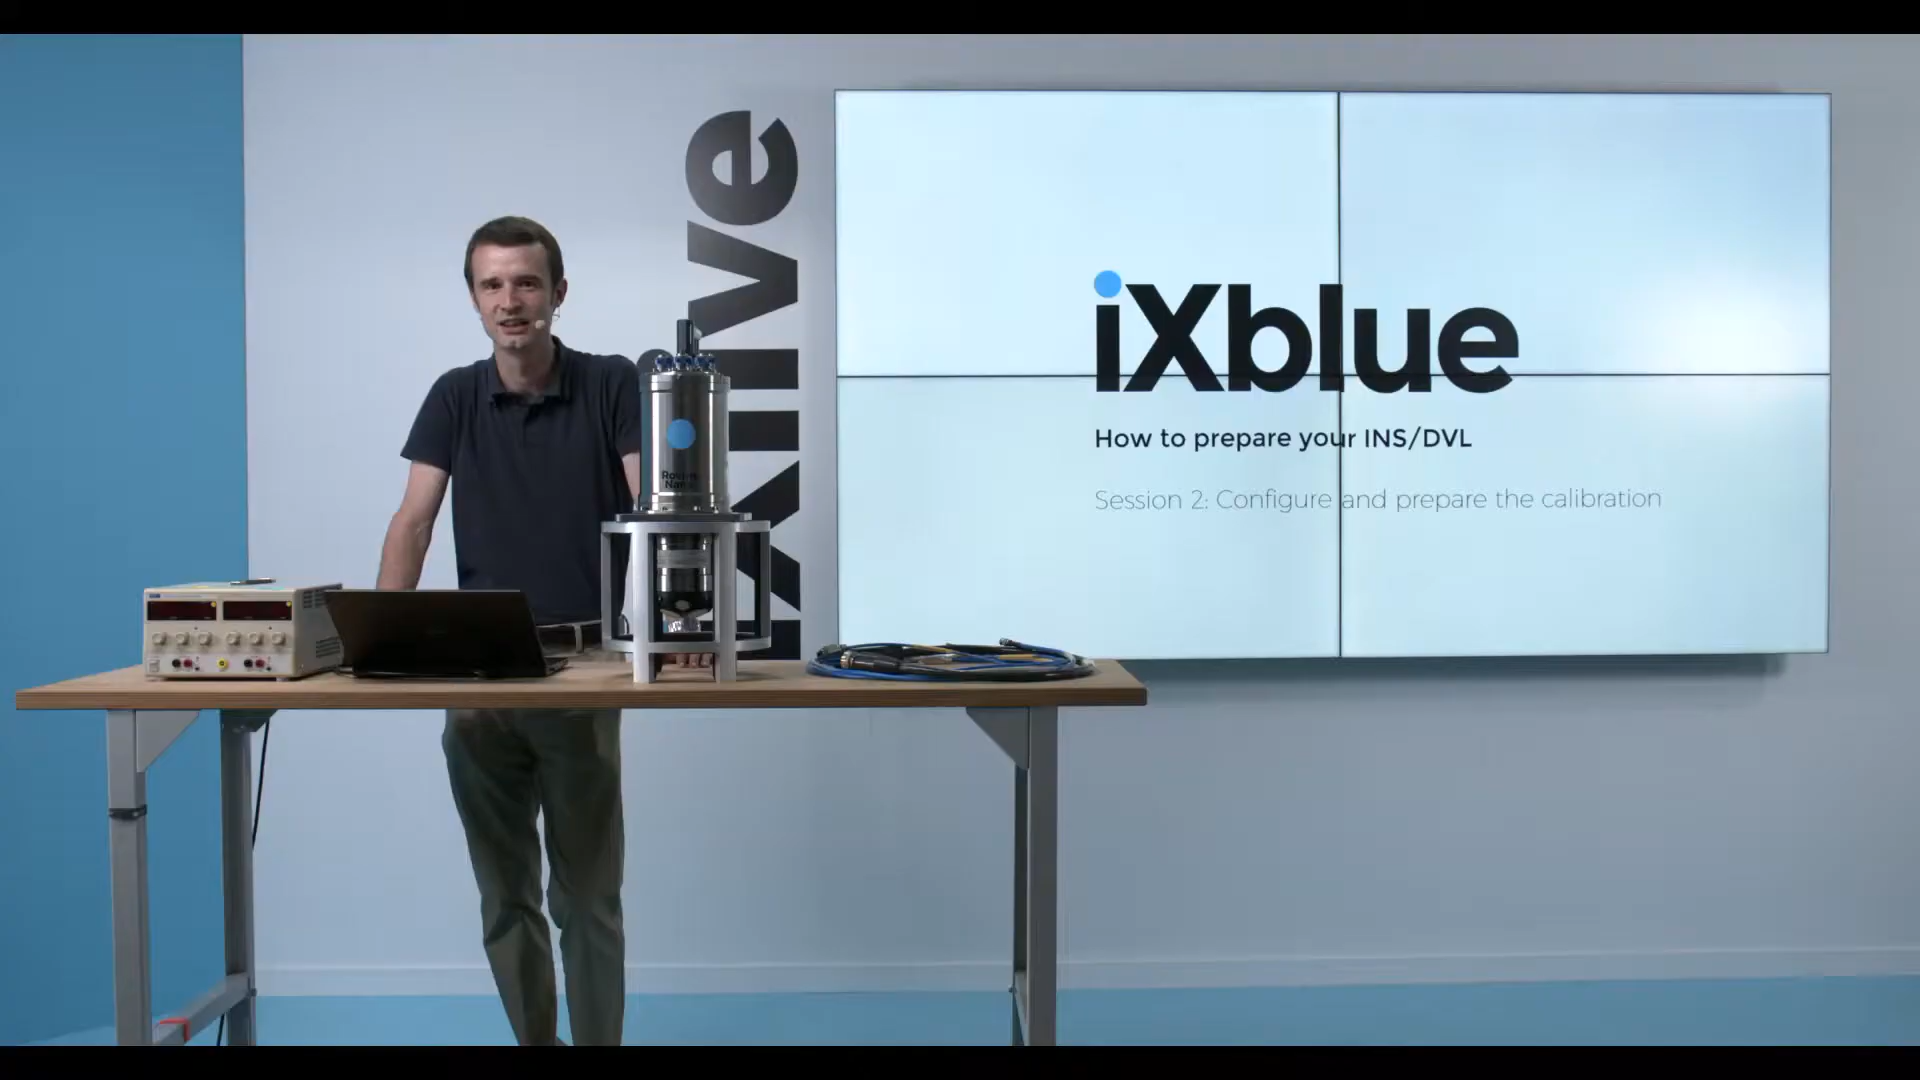 iXblue
How to prepare your INS/DVL
Session 2: Configure and prepare the calibration